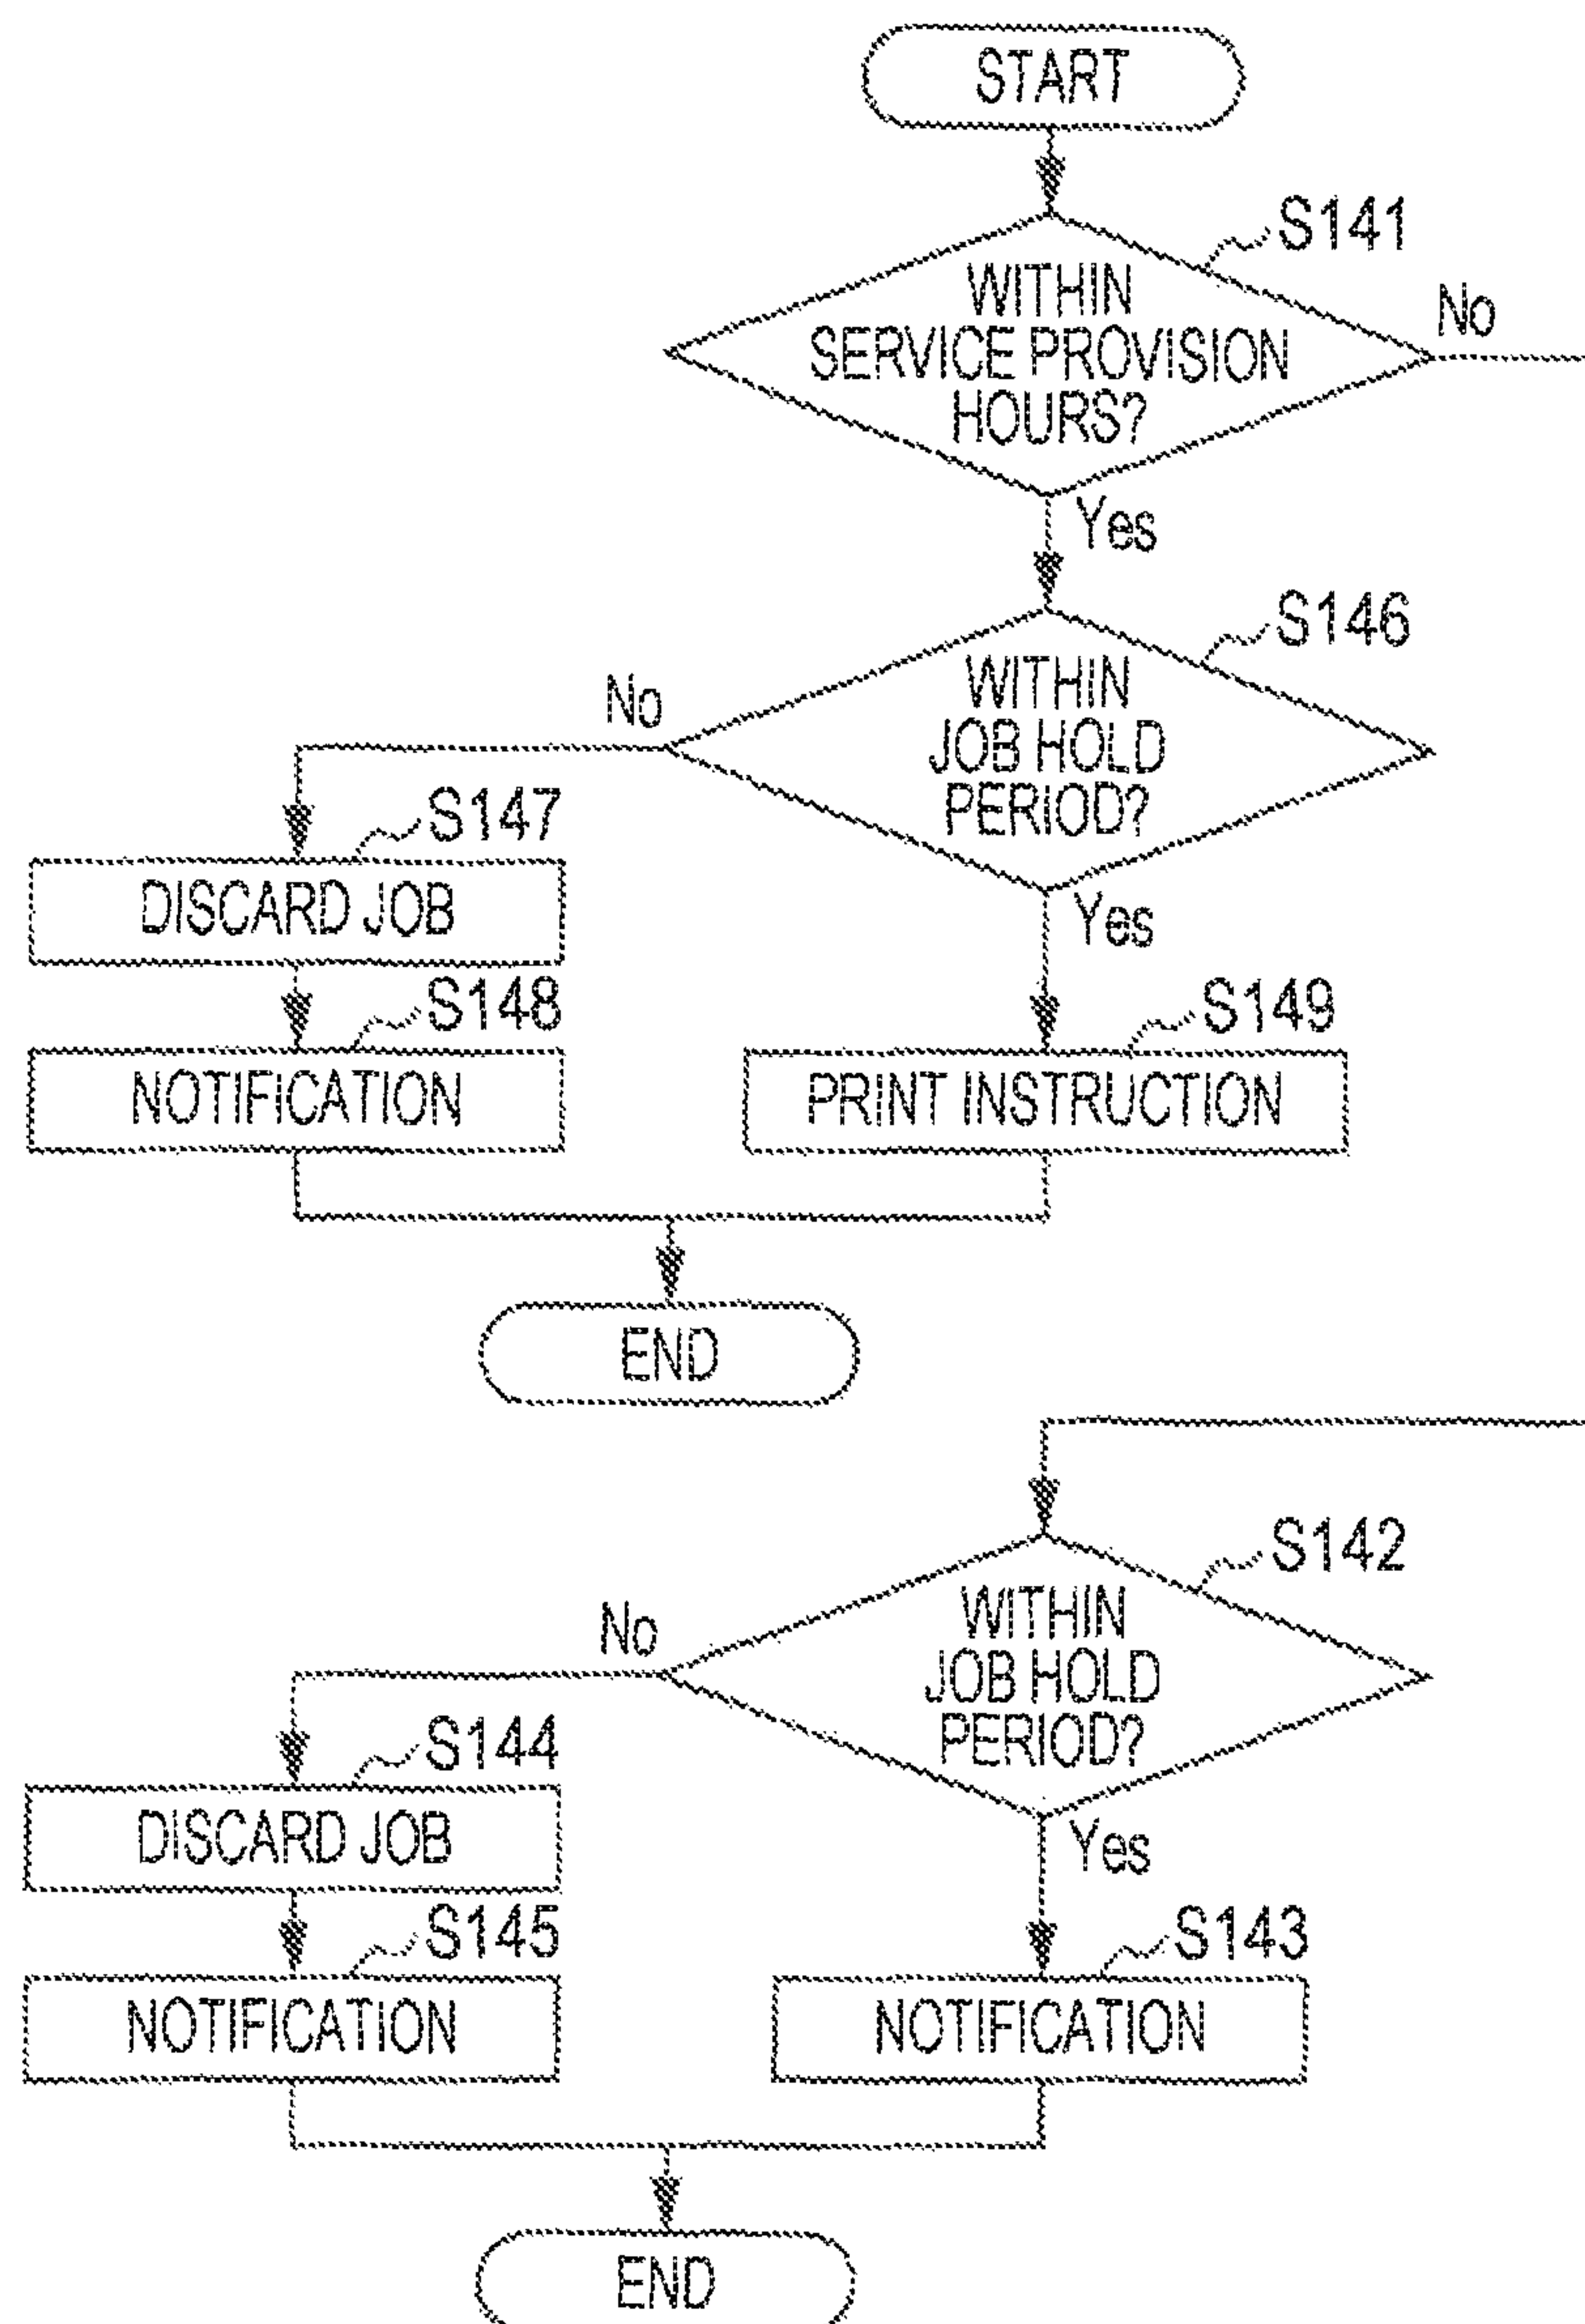 START
S141
WITHIN
SERVICE PROVISION
HOURS?
No
Yes
S146
WITHIN
JOB HOLD
PERIOD?
No
Yes
S147
DISCARD JOB
S148
NOTIFICATION
S149
PRINT INSTRUCTION
END
S142
WITHIN
JOB HOLD
PERIOD?
No
Yes
S144
DISCARD JOB
S145
NOTIFICATION
S143
NOTIFICATION
END